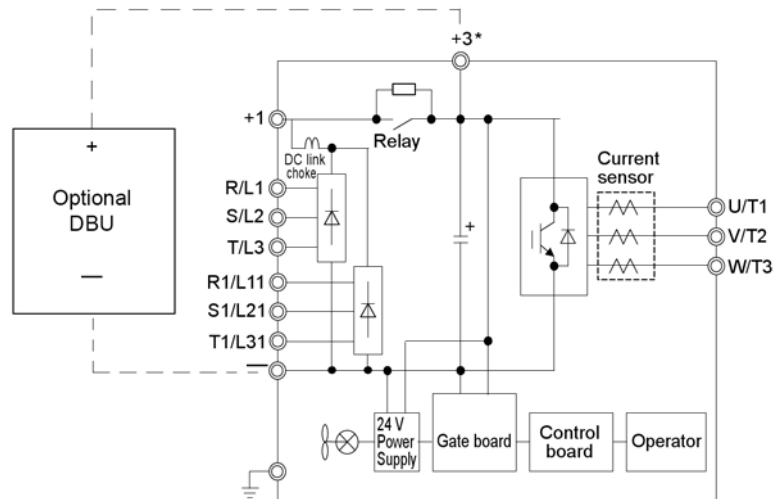 +3*
+1
Relay
DC link
choke
+
Optional
DBU
—
Current
sensor
R/L1
S/L2
T/L3
R1/L11
S1/L21
T1/L31
—
+
U/T1
V/T2
W/T3
24 V
Power
Supply
Gate board
Control
board
Operator